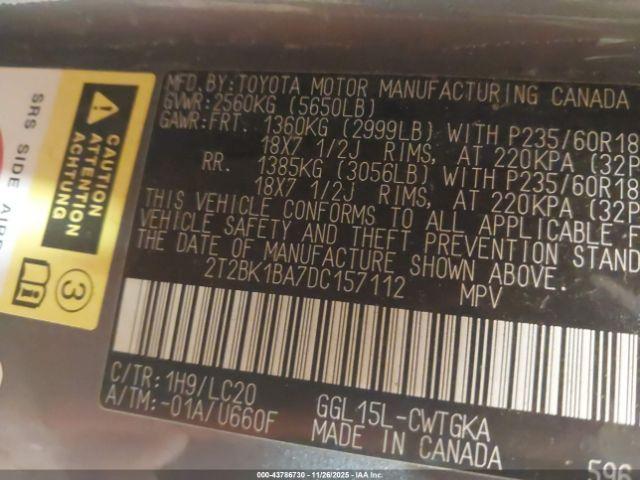 MFD. BY: TOYOTA MOTOR MANUFACTURING CANADA
GVWR: 2560KG (5650LB)
GAWR: FRT. 1360KG (2999LB) WITH P235/60R18
18X7 1/2J RIMS, AT 220KPA (32P
RR. 1385KG (3056LB) WITH P235/60R18
18X7 1/2J RIMS, AT 220KPA (32P
THIS VEHICLE CONFORMS TO ALL APPLICABLE F
VEHICLE SAFETY AND THEFT PREVENTION STAND
THE DATE OF MANUFACTURE SHOWN ABOVE.
2T2BK1BA7DC157112 MPV
C/TR: 1H9/LC20
A/TM: -01A/U660F
GGL15L-CWTGKA
MADE IN CANADA
596
CAUTION
ATTENTION
ACHTUNG
SRS SIDE AIRB
3
000-43786730 - 11/26/2025 - IAA Inc.